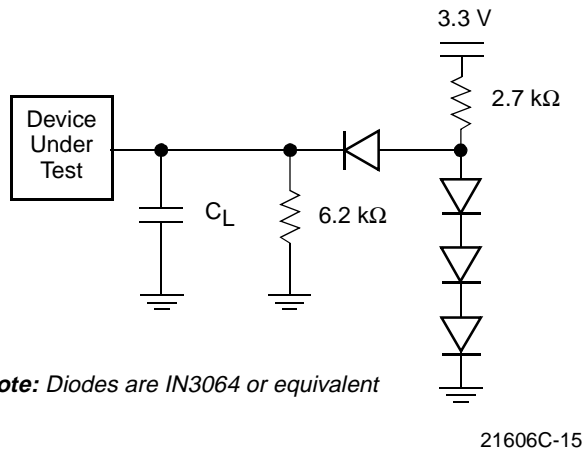 3.3 V
2.7 kΩ
Device
Under
Test
C_L
6.2 kΩ
ote: Diodes are IN3064 or equivalent
21606C-15